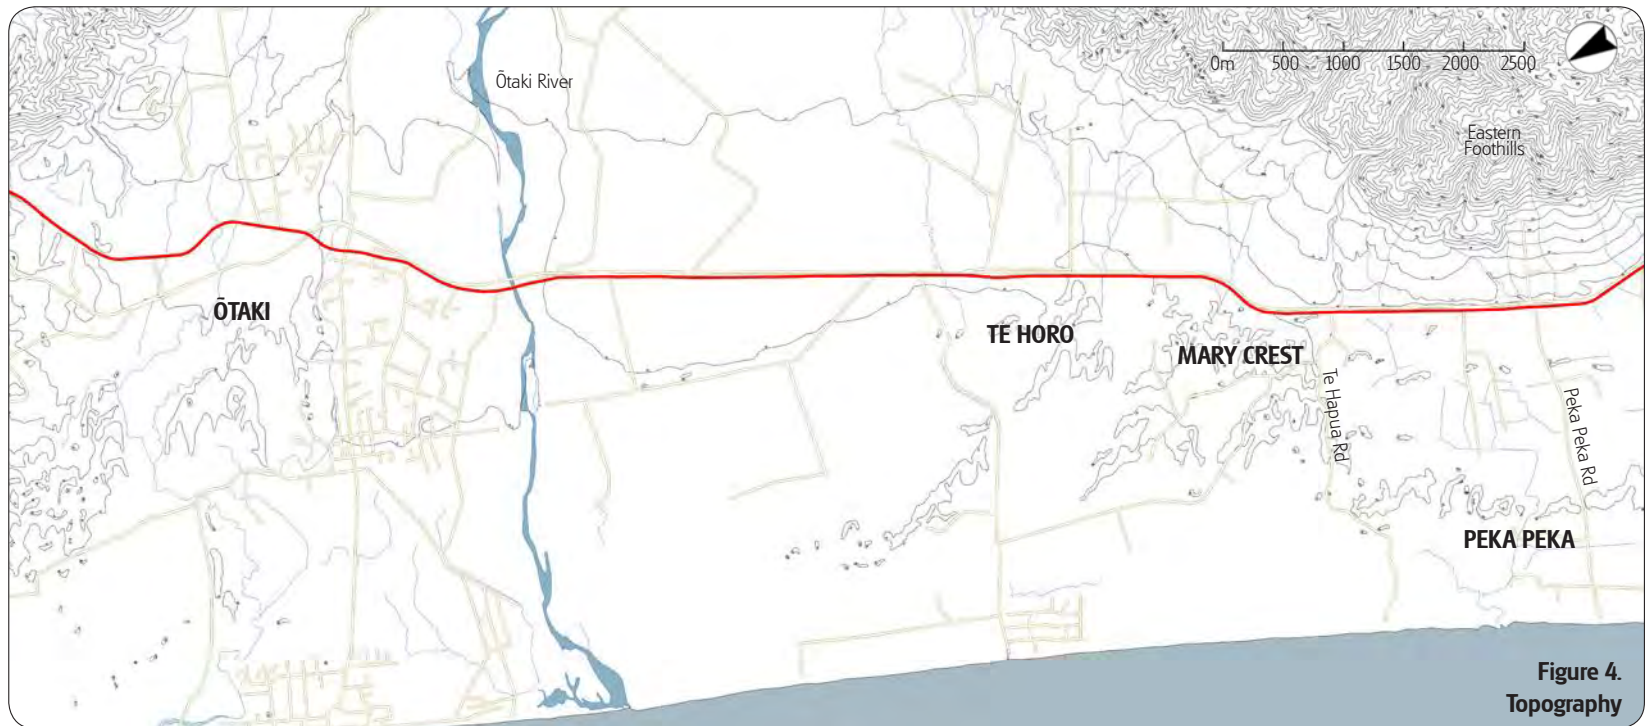 Ōtaki River
0m 500 1000 1500 2000 2500
Eastern
Foothills
ŌTAKI
TE HORO
MARY CREST
Te Hapua Rd
Peka Peka Rd
PEKA PEKA
Figure 4.
Topography